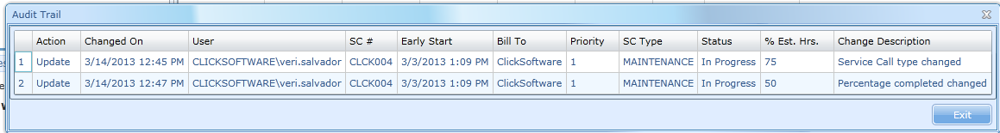 Audit Trail
Action Changed On User SC # Early Start Bill To Priority SC Type Status % Est. Hrs. Change Description
1 Update 3/14/2013 12:45 PM CLICKSOFTWARE\veri.salvador CLCK004 3/3/2013 1:09 PM ClickSoftware 1 MAINTENANCE In Progress 75 Service Call type changed
2 Update 3/14/2013 12:47 PM CLICKSOFTWARE\veri.salvador CLCK004 3/3/2013 1:09 PM ClickSoftware 1 MAINTENANCE In Progress 50 Percentage completed changed
Exit